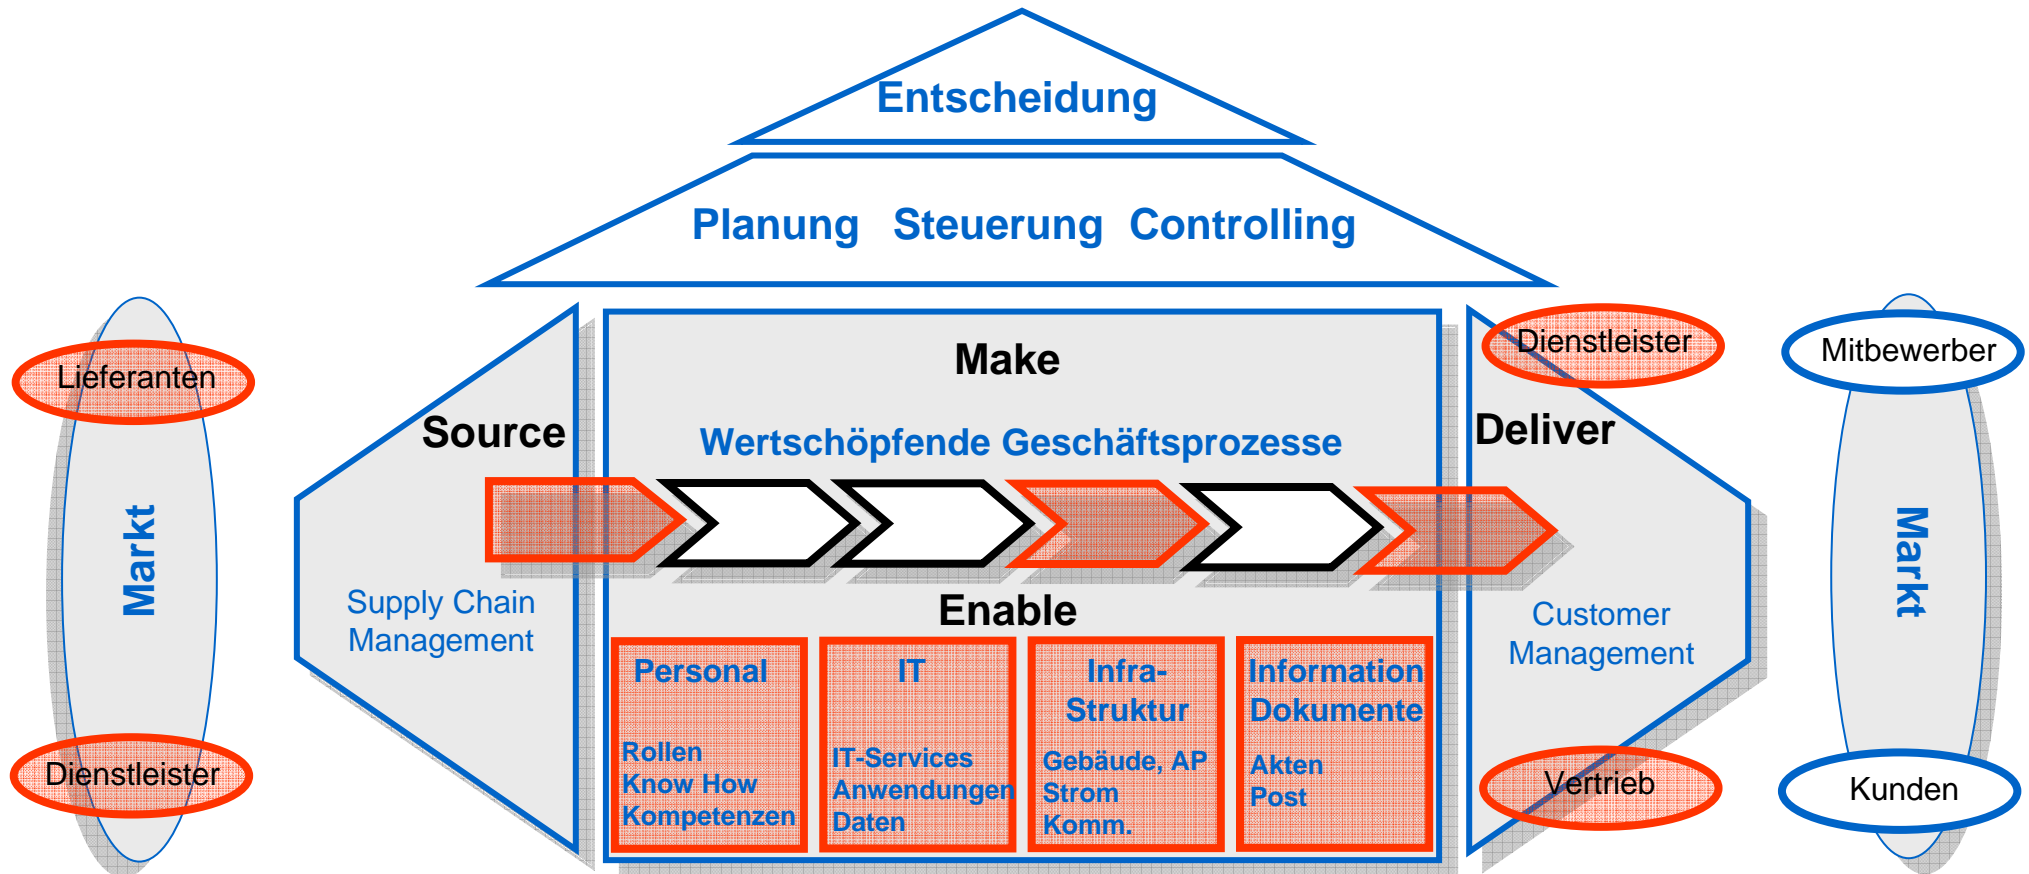 Entscheidung
Planung Steuerung Controlling
Lieferanten
Markt
Dienstleister
Source
Supply Chain
Management
Make
Wertschöpfende Geschäftsprozesse
Enable
Personal
Rollen
Know How
Kompetenzen
IT
IT-Services
Anwendungen
Daten
Infra-
Struktur
Gebäude, AP
Strom
Komm.
Information
Dokumente
Akten
Post
Dienstleister
Deliver
Customer
Management
Vertrieb
Mitbewerber
Markt
Kunden